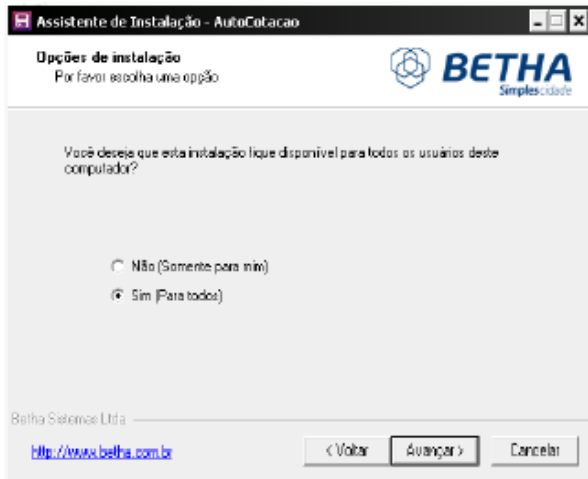 Assistente de Instalação - AutoCotacao
Opções de instalação
Por favor escolha uma opção
BETHA
Simplescidade
Você deseja que esta instalação fique disponível para todos os usuários deste
computador?
Não (Somente para mim)
Sim (Para todos)
Betha Sistemas Ltda
http://www.betha.com.br
< Voltar
Avançar >
Cancelar